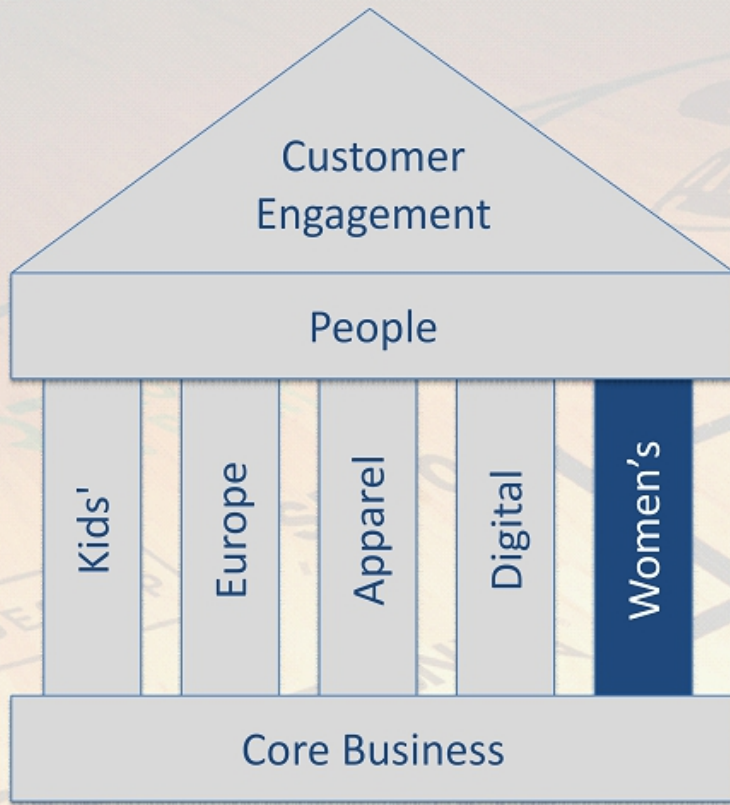 Customer
Engagement
People
Kids'
Europe
Apparel
Digital
Women’s
Core Business